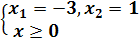 x₁ = −3, x₂ = 1
x ≥ 0